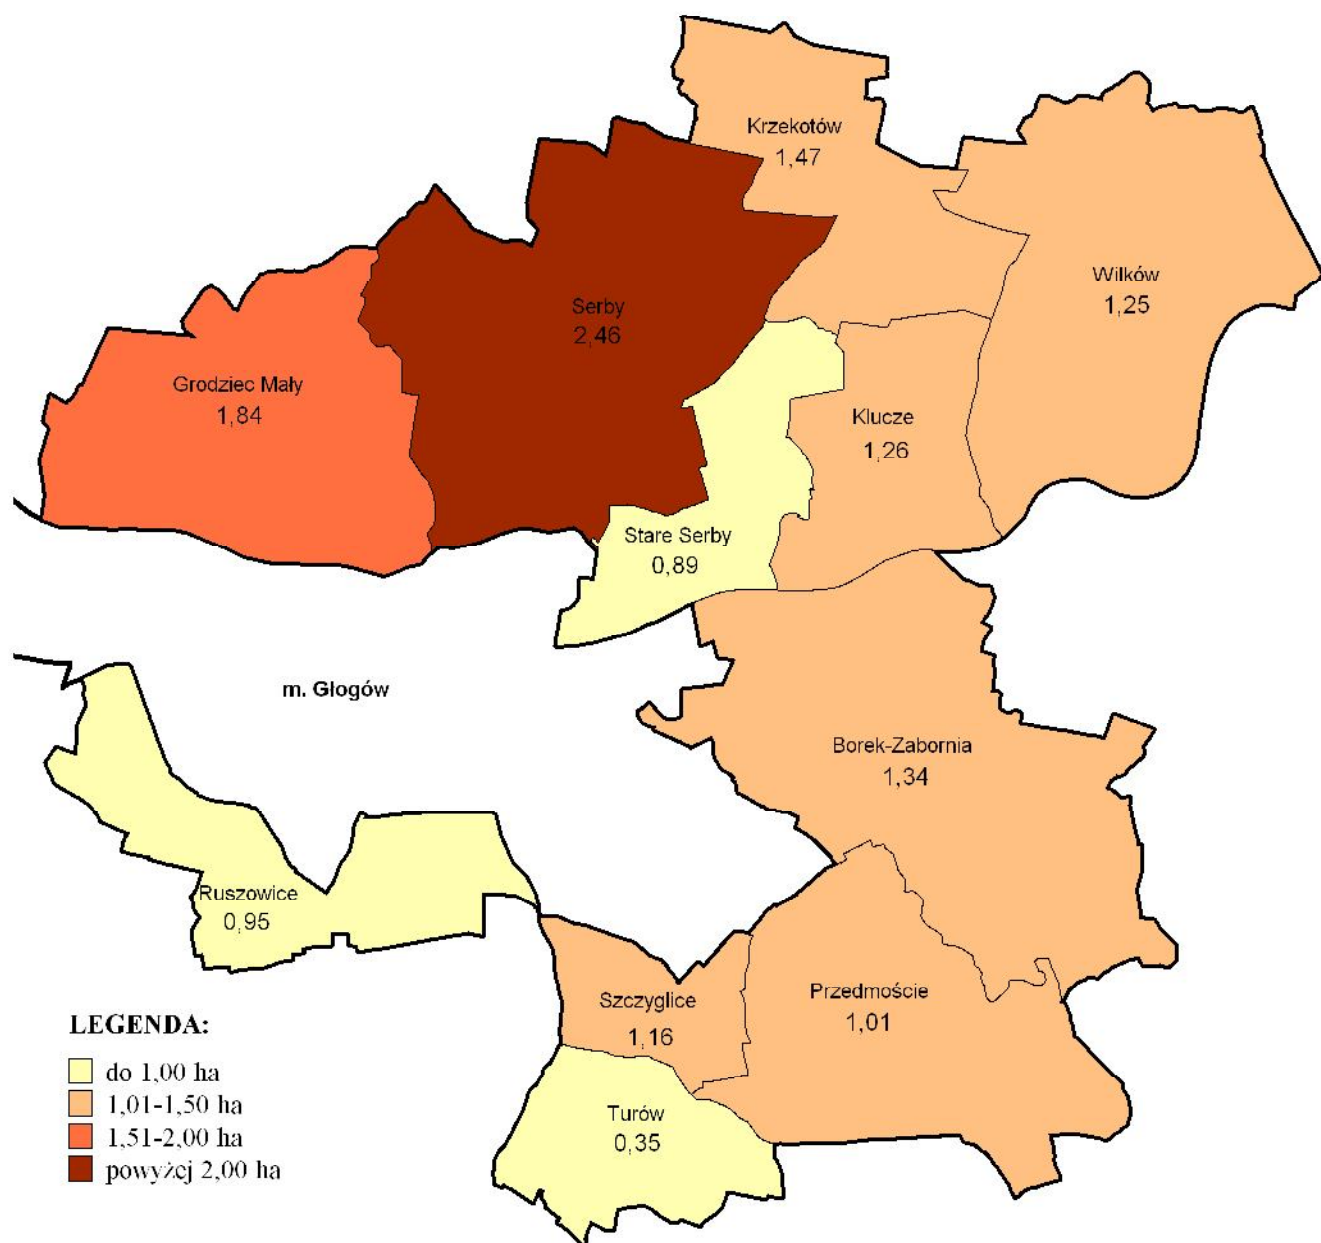 Krzekotów
1,47
Wilków
1,25
Serby
2,46
Grodziec Mały
1,84
Klucze
1,26
Stare Serby
0,89
m. Głogów
Borek-Zabornia
1,34
Ruszowice
0,95
Szczyglice
1,16
Przedmoście
1,01
Turów
0,35
LEGENDA:
do 1,00 ha
1,01-1,50 ha
1,51-2,00 ha
powyżej 2,00 ha